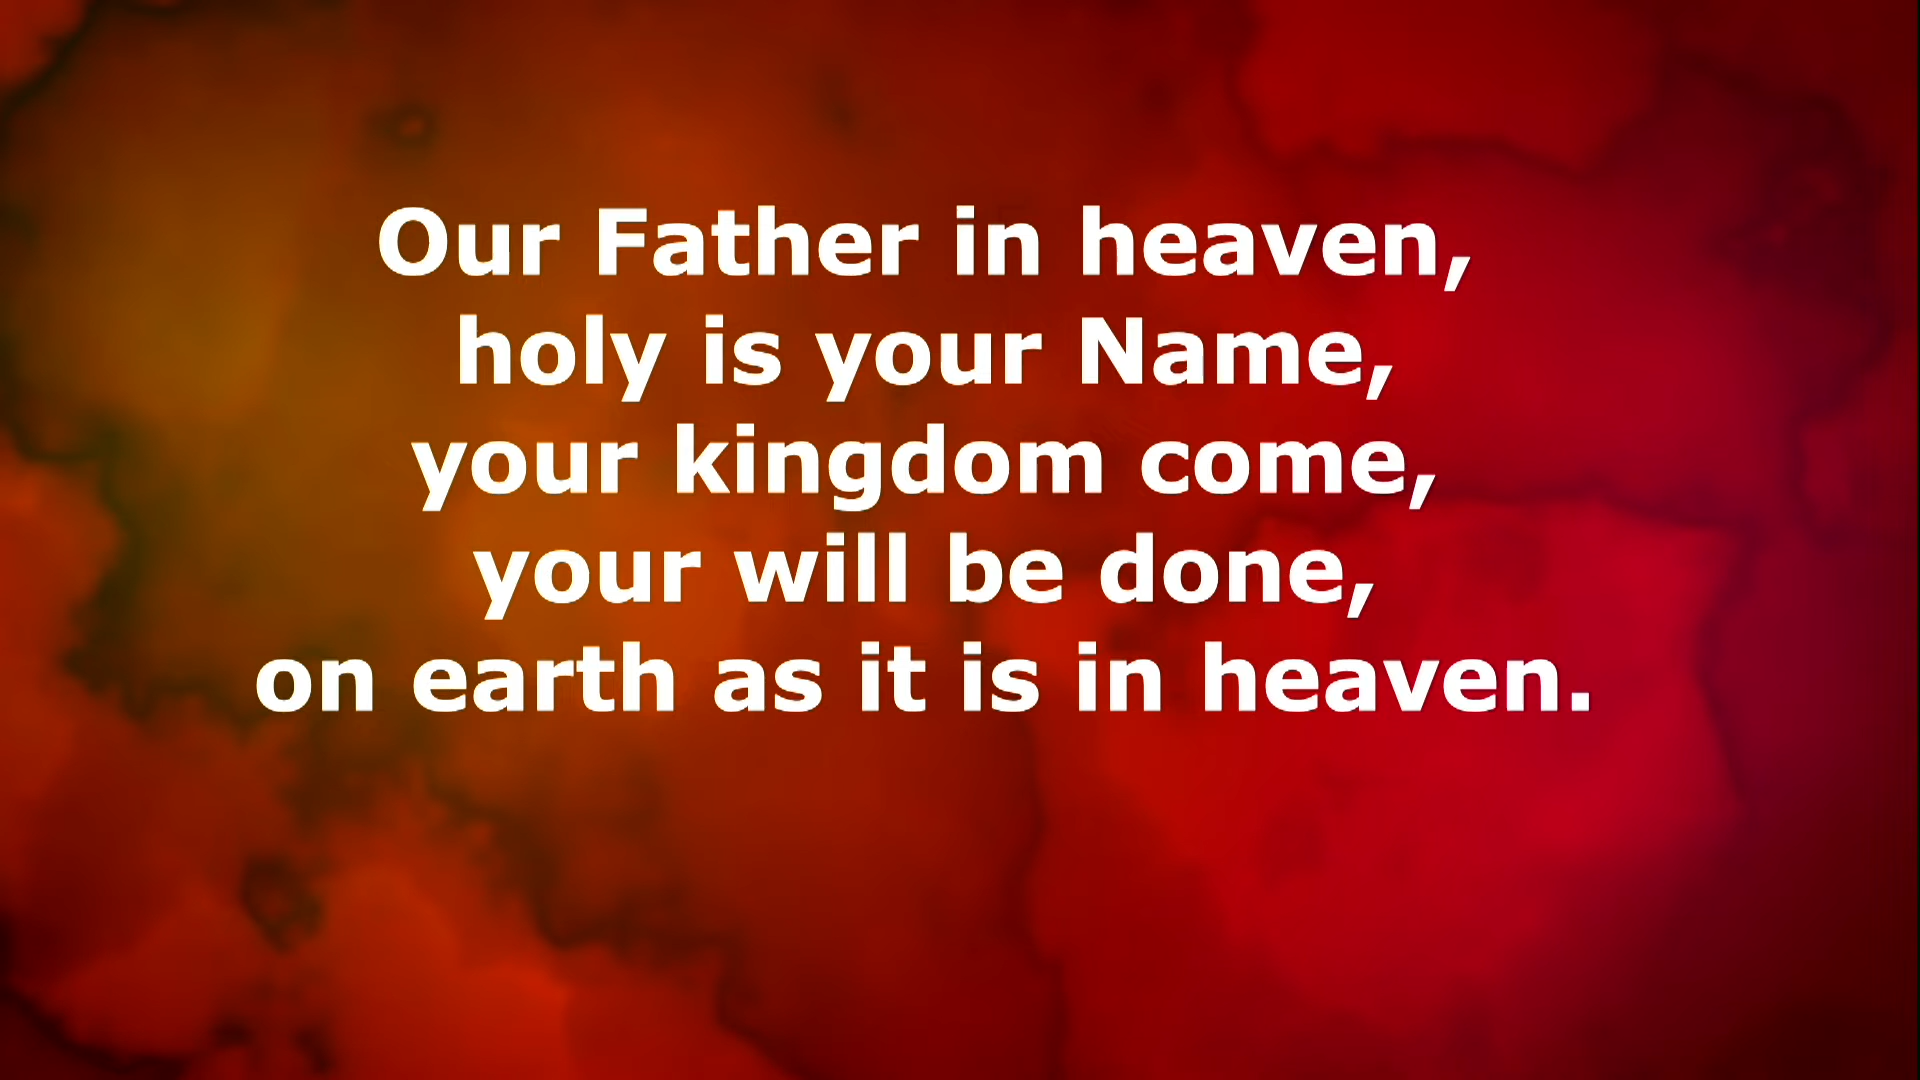 Our Father in heaven,
holy is your Name,
your kingdom come,
your will be done,
on earth as it is in heaven.